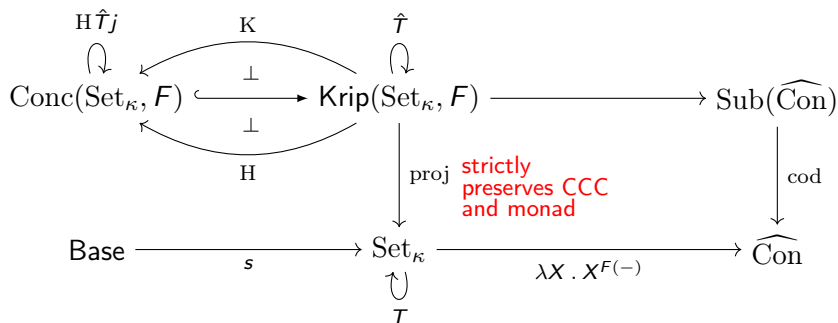 HT̂j K T̂
⊥
Conc(Set_κ, F) Krip(Set_κ, F) Sub(Ĉon)
⊥
H proj strictly preserves CCC and monad cod
Base Set_κ Ĉon
s λX . X^{F(−)}
T